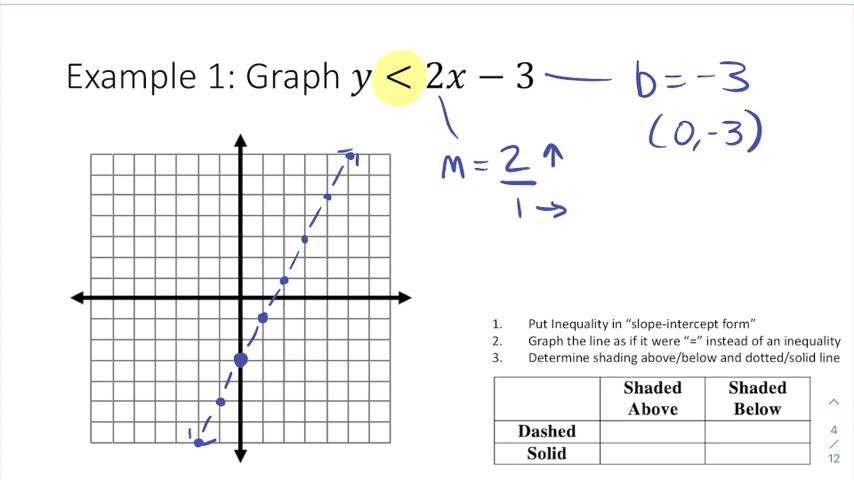 Example 1: Graph y < 2x − 3
b = -3
(0,-3)
m = 2 ↑
1 →
1. Put Inequality in “slope-intercept form”
2. Graph the line as if it were “=” instead of an inequality
3. Determine shading above/below and dotted/solid line
Shaded Above Shaded Below
Dashed
Solid
4
/
12